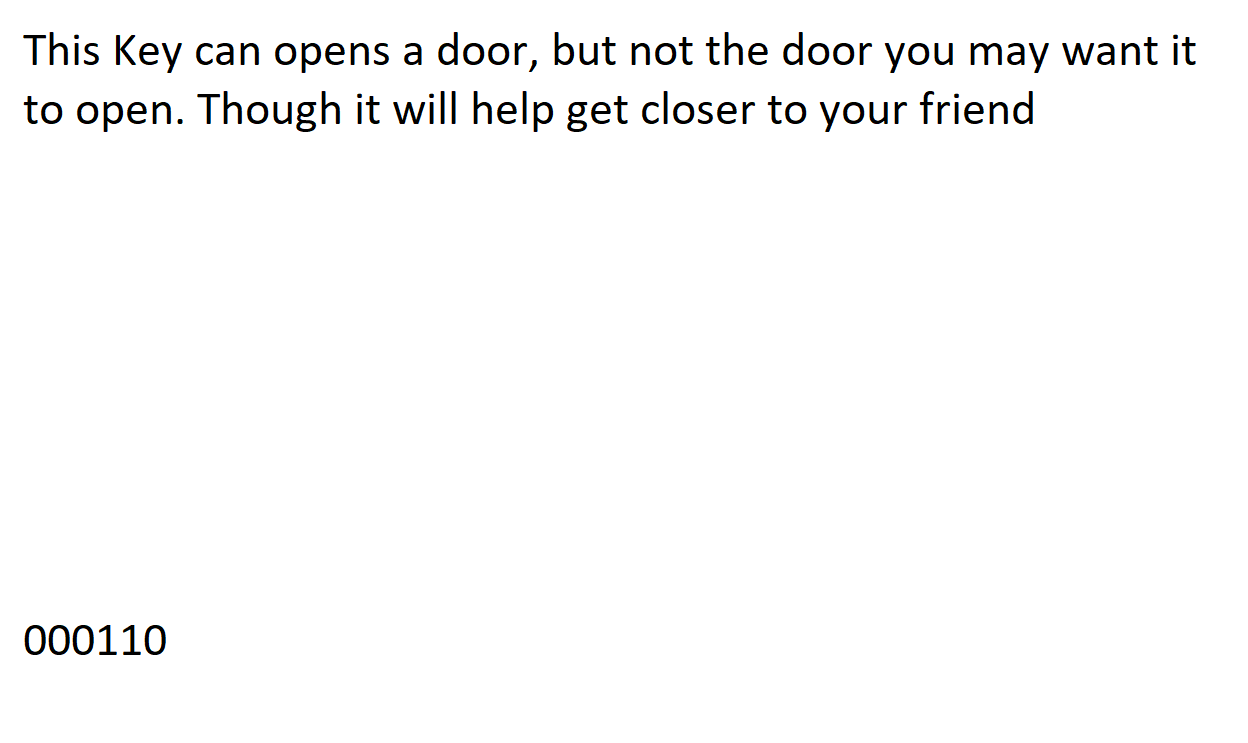 This Key can opens a door, but not the door you may want it
to open. Though it will help get closer to your friend
000110